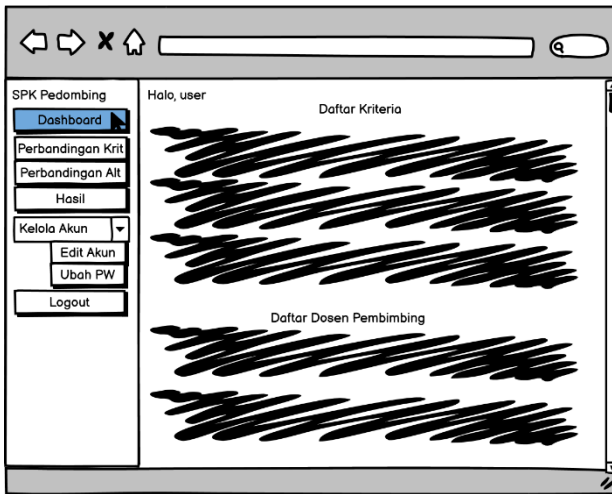 SPK Pedombing
Dashboard
Perbandingan Krit
Perbandingan Alt
Hasil
Kelola Akun
Edit Akun
Ubah PW
Logout
Halo, user
Daftar Kriteria
Daftar Dosen Pembimbing